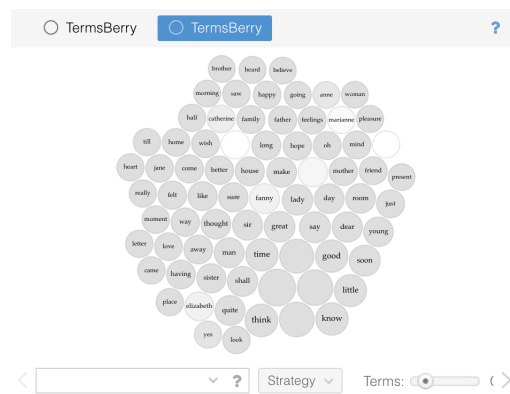 TermsBerry TermsBerry ?
brother heard believe
morning saw happy going anne woman
half catherine family father feelings marianne pleasure
till home wish long hope oh mind
heart jane come better house make mother friend present
really felt like sure fanny lady day room just
moment way thought sir great say dear young
letter love away man time good soon
came having sister shall little
place elizabeth quite think know
yes look
? Strategy Terms: